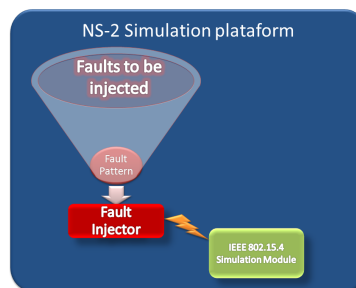 NS-2 Simulation plataform
Faults to be
injected
Fault
Pattern
Fault
Injector
IEEE 802.15.4
Simulation Module